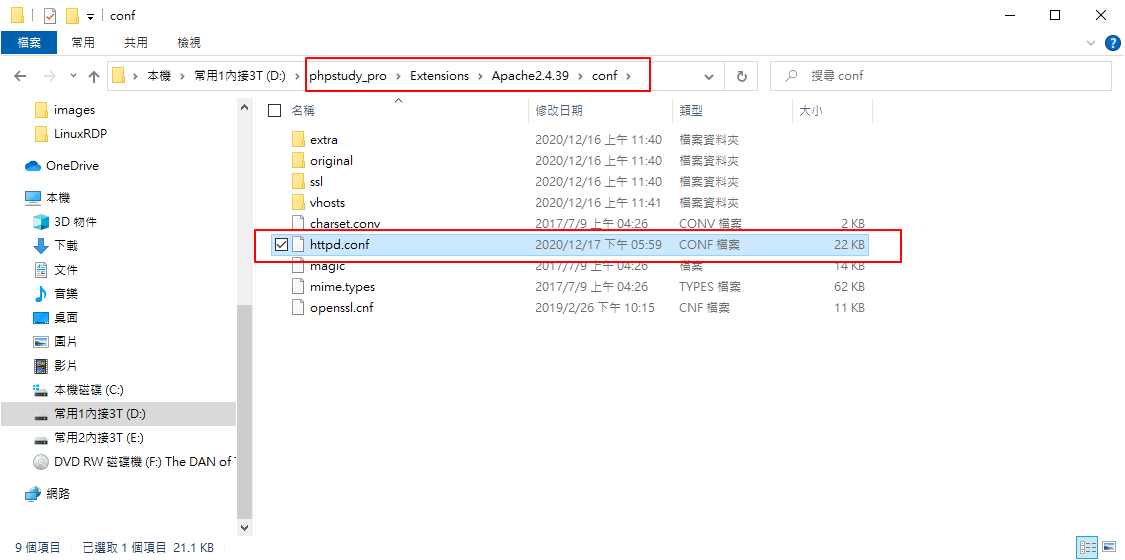 conf
檔案 常用 共用 檢視
本機 常用1內接3T (D:) phpstudy_pro Extensions Apache2.4.39 conf 搜尋 conf
images
LinuxRDP
OneDrive
本機
3D 物件
下載
文件
音樂
桌面
圖片
影片
本機磁碟 (C:)
常用1內接3T (D:)
常用2內接3T (E:)
DVD RW 磁碟機 (F:) The DAN of
網路
名稱 修改日期 類型 大小
extra 2020/12/16 上午 11:40 檔案資料夾
original 2020/12/16 上午 11:40 檔案資料夾
ssl 2020/12/16 上午 11:40 檔案資料夾
vhosts 2020/12/16 上午 11:41 檔案資料夾
charset.conv 2017/7/9 上午 04:26 CONV 檔案 2 KB
httpd.conf 2020/12/17 下午 05:59 CONF 檔案 22 KB
magic 2017/7/9 上午 04:26 檔案 14 KB
mime.types 2017/7/9 上午 04:26 TYPES 檔案 62 KB
openssl.cnf 2019/2/26 下午 10:15 CNF 檔案 11 KB
9 個項目 已選取 1 個項目 21.1 KB